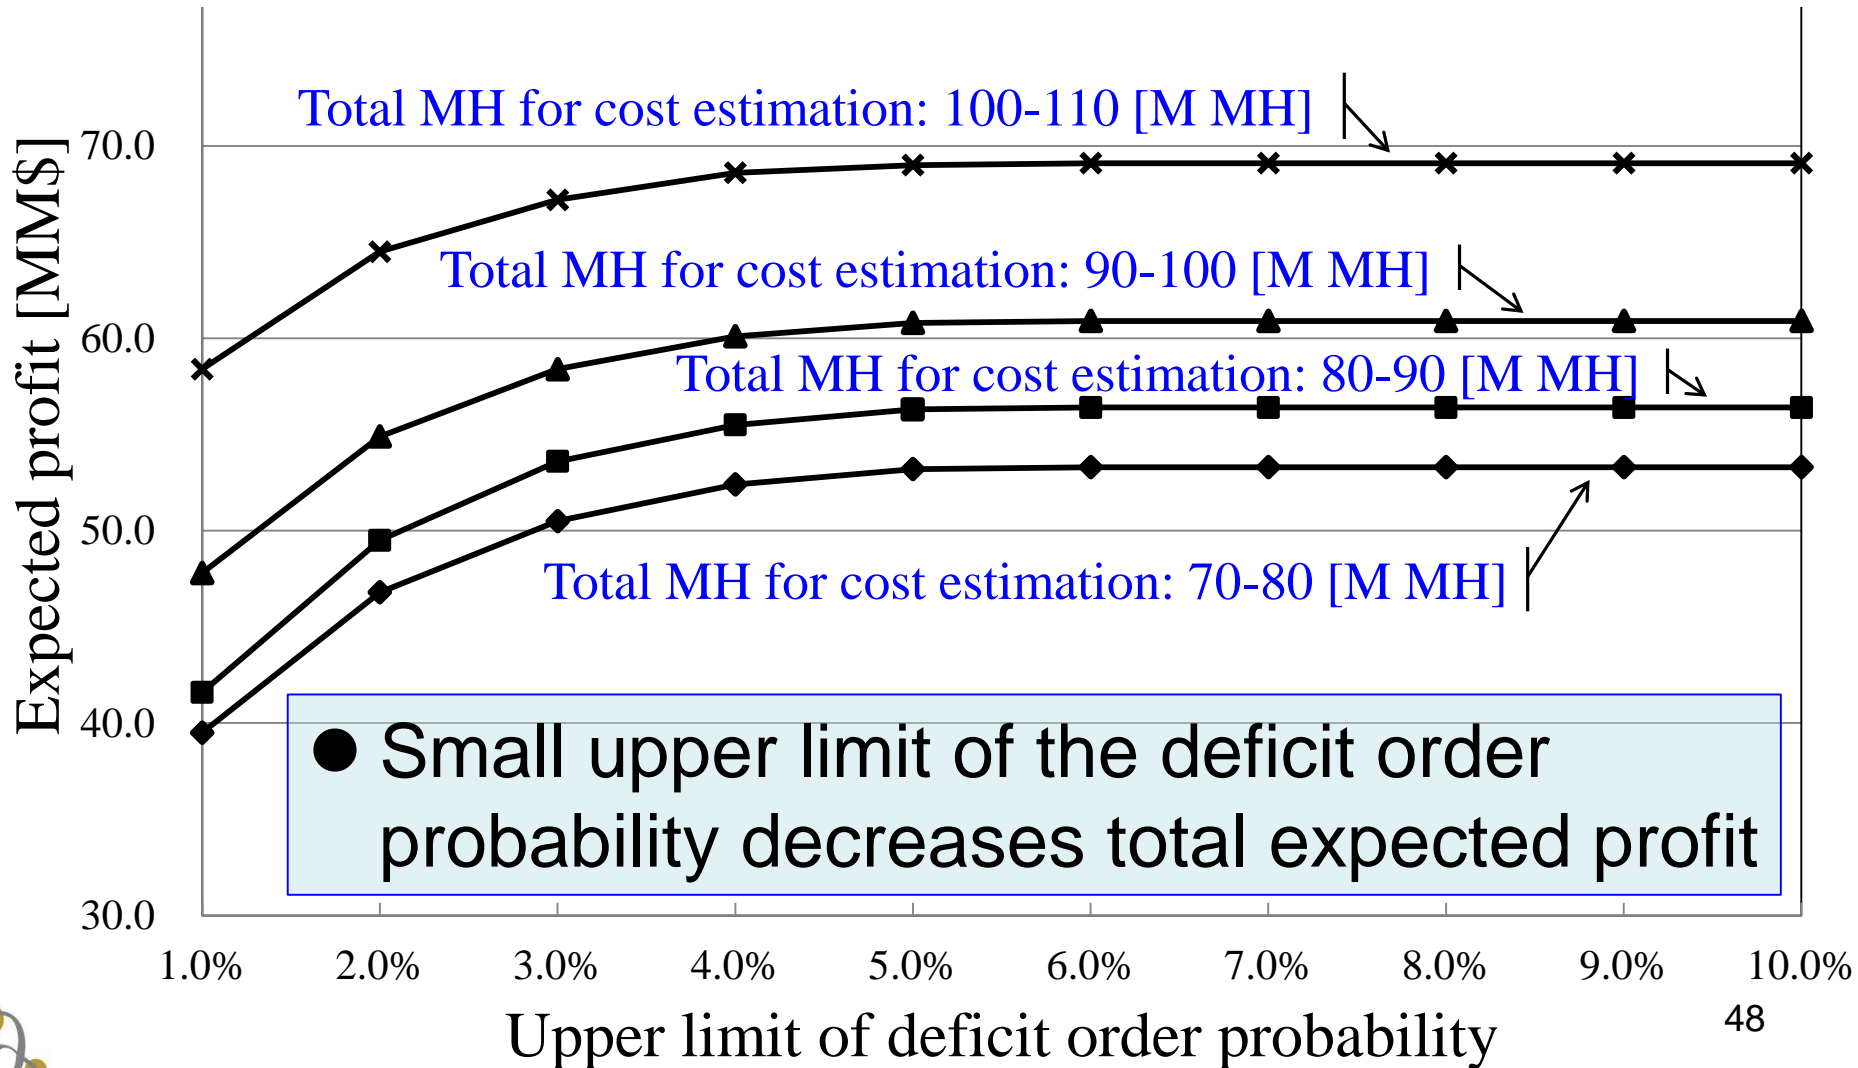 Total MH for cost estimation: 100-110 [M MH]
Total MH for cost estimation: 90-100 [M MH]
Total MH for cost estimation: 80-90 [M MH]
Total MH for cost estimation: 70-80 [M MH]
Expected profit [MM$]
70.0
60.0
50.0
40.0
30.0
● Small upper limit of the deficit order
probability decreases total expected profit
1.0% 2.0% 3.0% 4.0% 5.0% 6.0% 7.0% 8.0% 9.0% 10.0%
Upper limit of deficit order probability
48